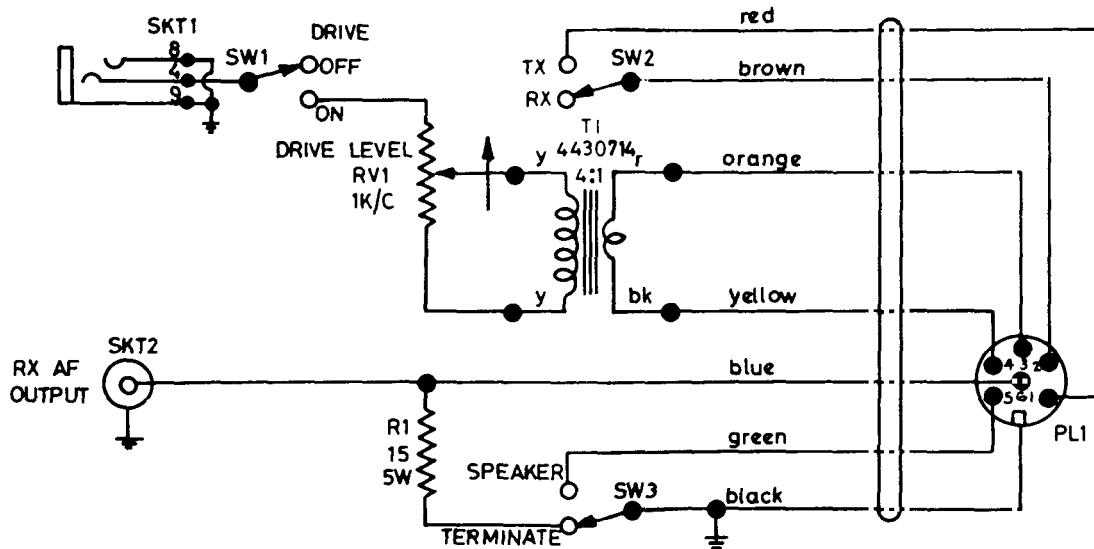 SKT1
8
4
9
SW1
DRIVE
OFF
ON
DRIVE LEVEL
RV1
1K/C
TX
RX
SW2
T1
4430714
4:1
y
r
y
bk
red
brown
orange
yellow
blue
green
black
RX AF
OUTPUT
SKT2
R1
15
5W
SPEAKER
TERMINATE
SW3
4 3 2
5 6 1
PL1